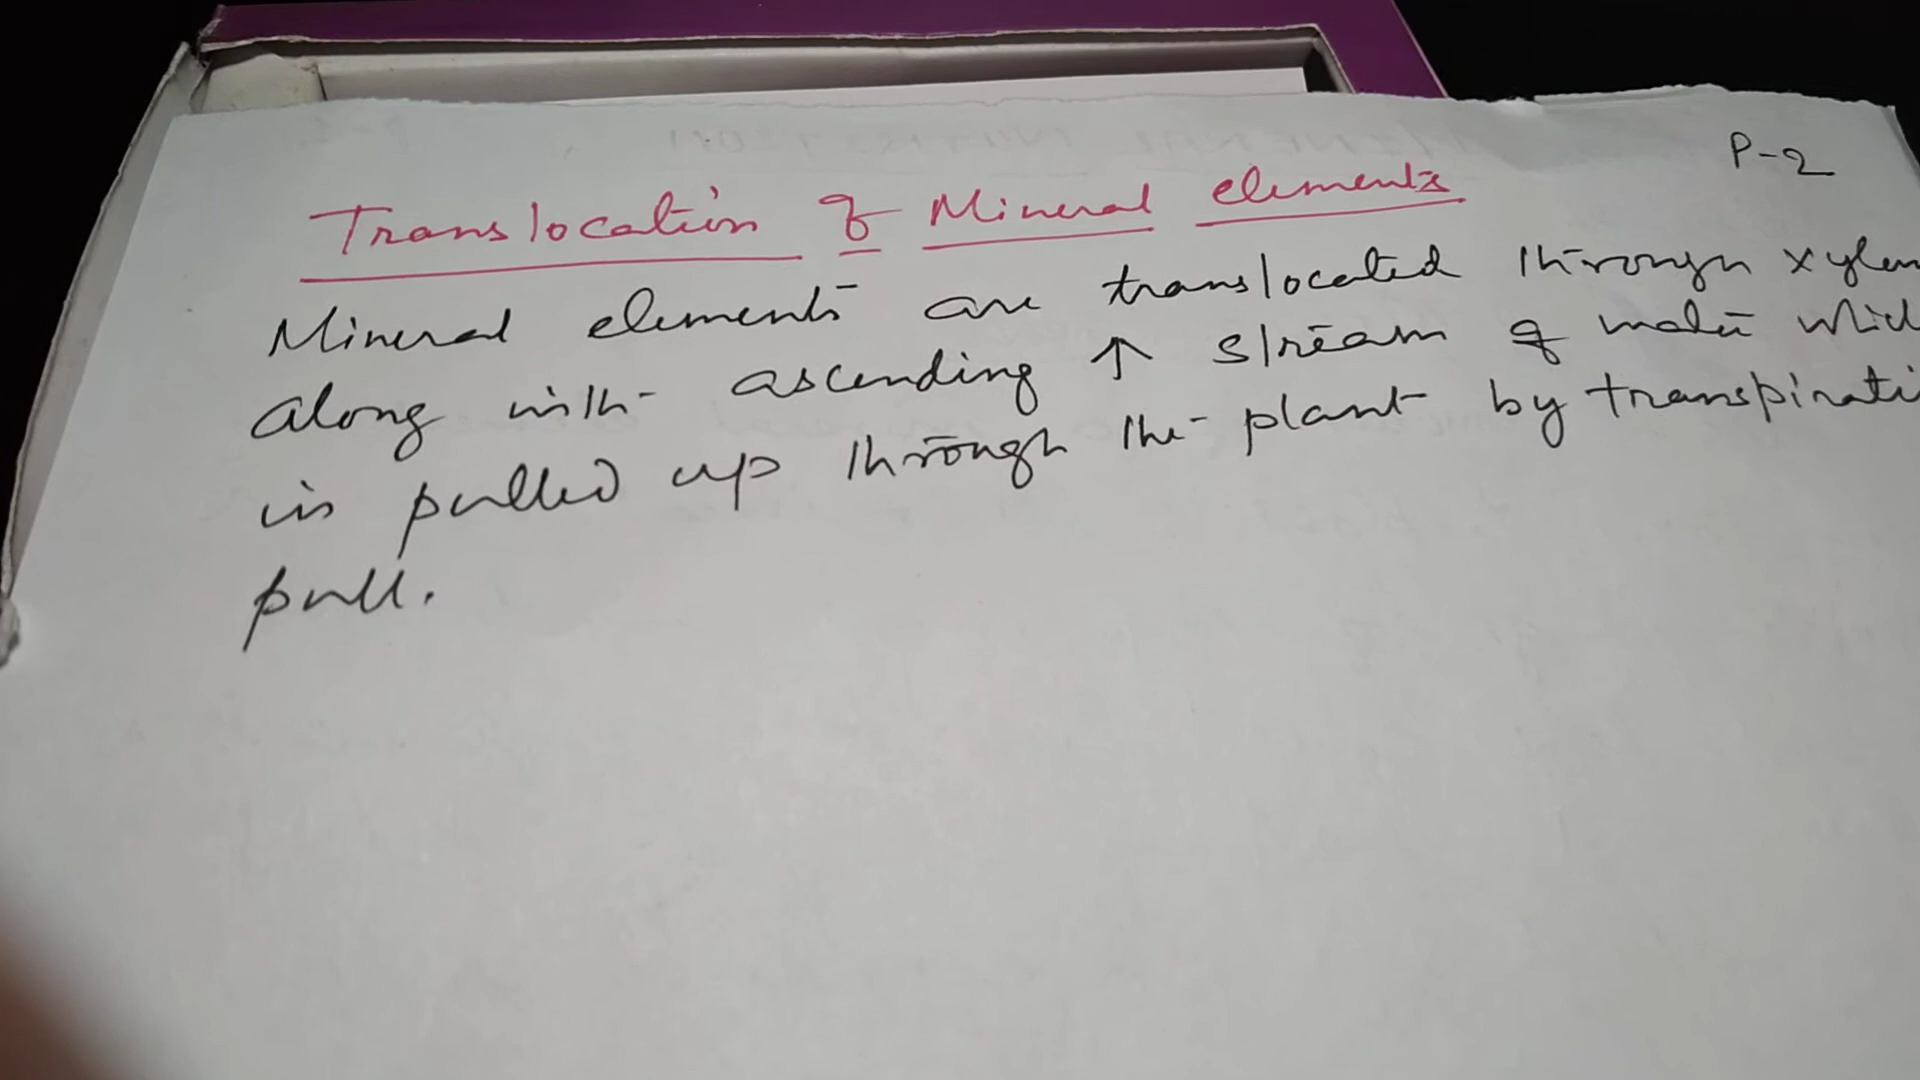 P-2
Translocation of Mineral elements
Mineral elements are translocated through xylem
along with ascending ↑ stream of water which
is pulled up through the plant by transpirati
pull.